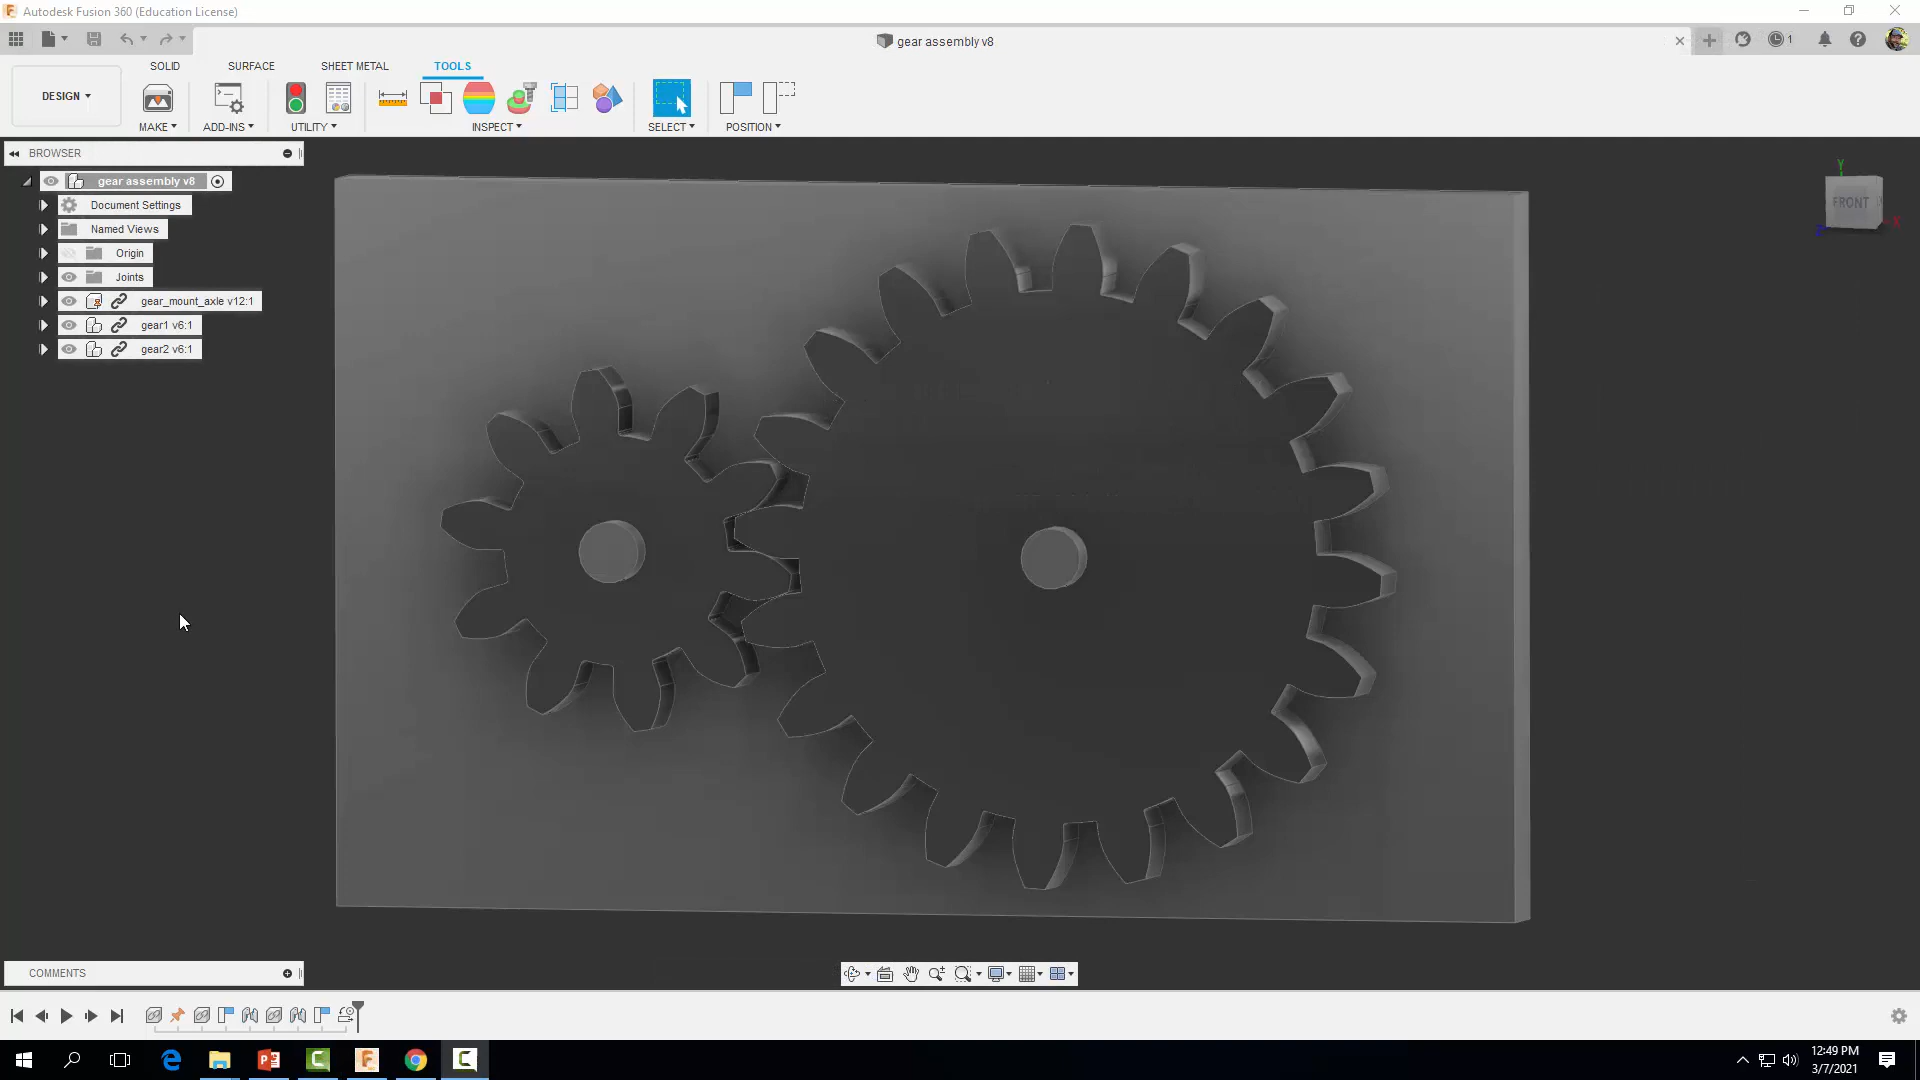 Autodesk Fusion 360 (Education License)
gear assembly v8
1
SOLID SURFACE SHEET METAL TOOLS
DESIGN
MAKE ADD-INS UTILITY INSPECT SELECT POSITION
BROWSER
gear assembly v8
Document Settings
Named Views
Origin
Joints
gear_mount_axle v12:1
gear1 v6:1
gear2 v6:1
Y
FRONT
X
Z
COMMENTS
12:49 PM
3/7/2021